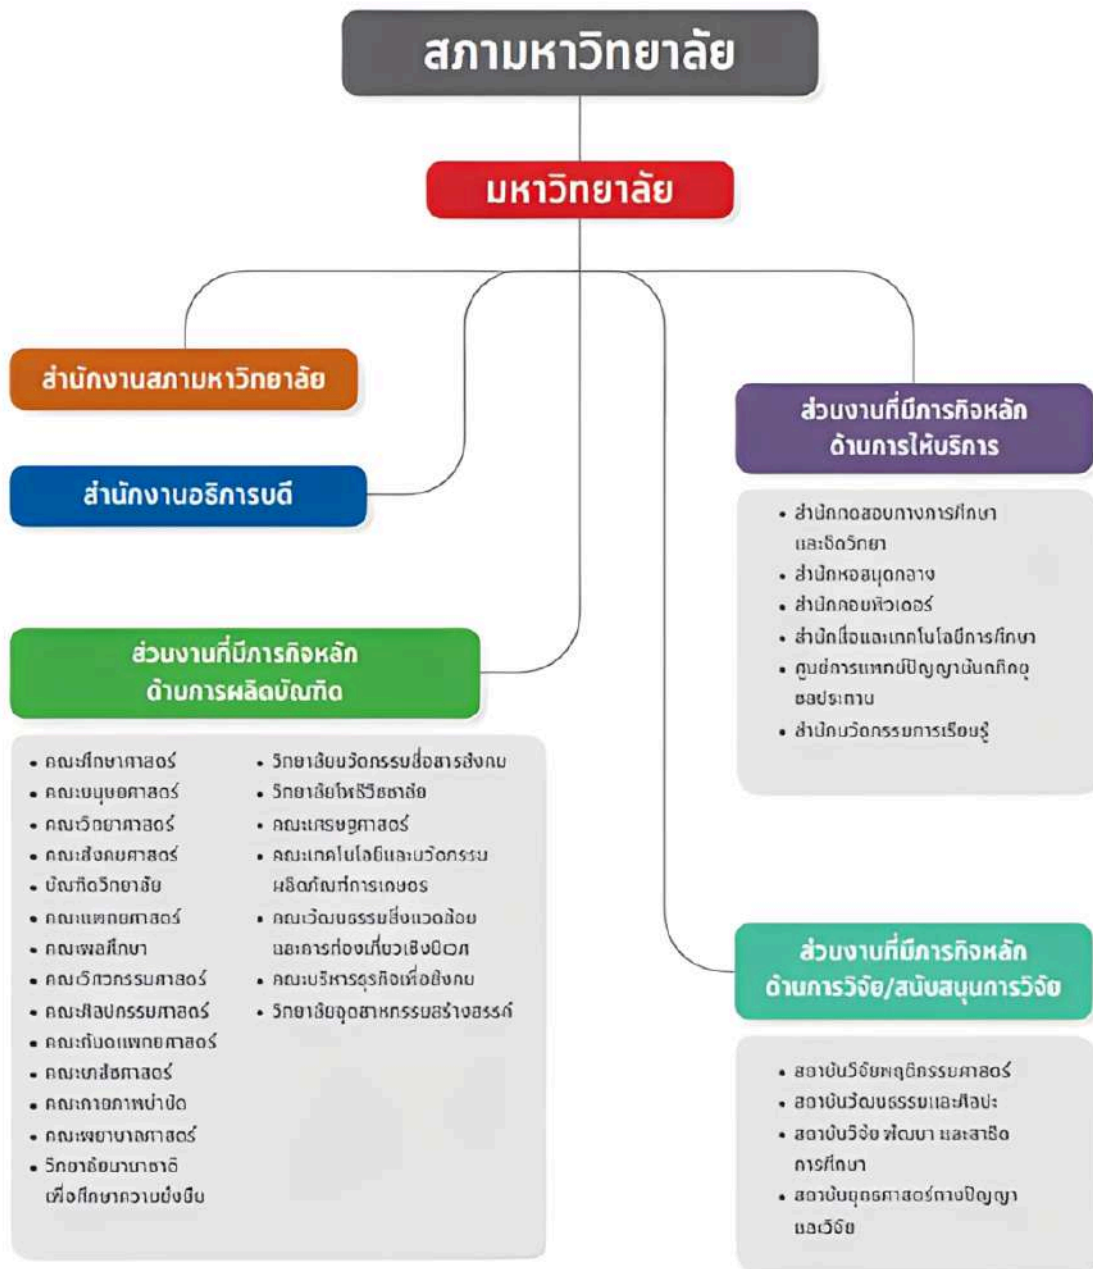 สภามหาวิทยาลัย
มหาวิทยาลัย
สำนักงานสภามหาวิทยาลัย
สำนักงานอธิการบดี
ส่วนงานที่มีภารกิจหลัก
ด้านการให้บริการ
• สำนักทดสอบทางการศึกษา
และจิตวิทยา
• สำนักหอสมุดกลาง
• สำนักคอมพิวเตอร์
• สำนักสื่อและเทคโนโลยีการศึกษา
• ศูนย์การแพทย์ปัญญานันทภิกขุ
ชลประทาน
• สำนักนวัตกรรมการเรียนรู้
ส่วนงานที่มีภารกิจหลัก
ด้านการผลิตบัณฑิต
• คณะศึกษาศาสตร์
• คณะมนุษยศาสตร์
• คณะวิทยาศาสตร์
• คณะสังคมศาสตร์
• บัณฑิตวิทยาลัย
• คณะแพทยศาสตร์
• คณะพลศึกษา
• คณะวิศวกรรมศาสตร์
• คณะศิลปกรรมศาสตร์
• คณะทันตแพทยศาสตร์
• คณะเภสัชศาสตร์
• คณะกายภาพบำบัด
• คณะพยาบาลศาสตร์
• วิทยาลัยนานาชาติ
เพื่อศึกษาความยั่งยืน
• วิทยาลัยนวัตกรรมสื่อสารสังคม
• วิทยาลัยโพธิวิชชาลัย
• คณะเศรษฐศาสตร์
• คณะเทคโนโลยีและนวัตกรรม
ผลิตภัณฑ์การเกษตร
• คณะวัฒนธรรมสิ่งแวดล้อม
และการท่องเที่ยวเชิงนิเวศ
• คณะบริหารธุรกิจเพื่อสังคม
• วิทยาลัยอุตสาหกรรมสร้างสรรค์
ส่วนงานที่มีภารกิจหลัก
ด้านการวิจัย/สนับสนุนการวิจัย
• สถาบันวิจัยพฤติกรรมศาสตร์
• สถาบันวัฒนธรรมและศิลปะ
• สถาบันวิจัย พัฒนา และสาธิต
การศึกษา
• สถาบันยุทธศาสตร์ทางปัญญา
และวิจัย